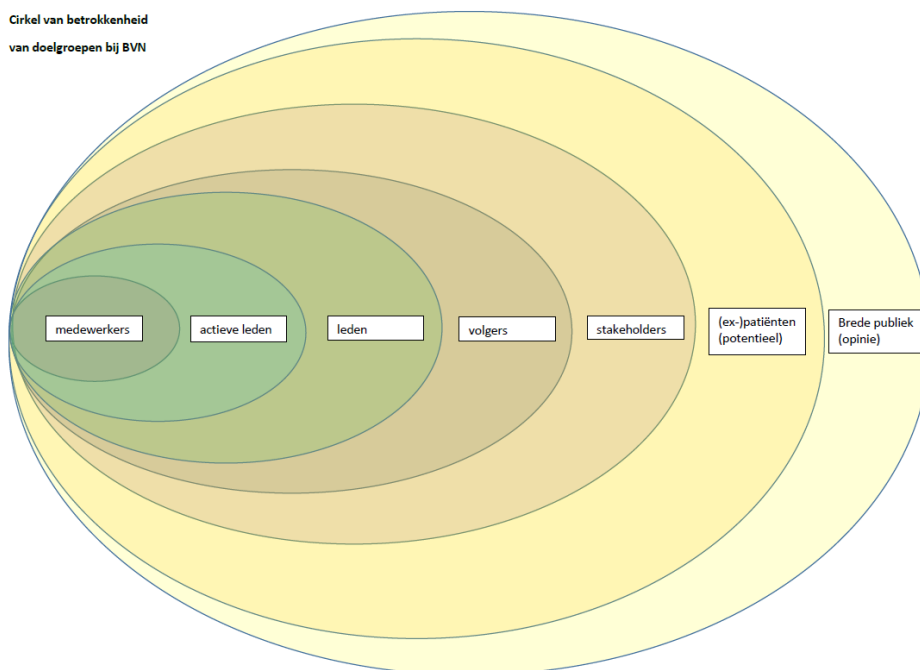 Cirkel van betrokkenheid
van doelgroepen bij BVN
medewerkers
actieve leden
leden
volgers
stakeholders
(ex-)patiënten
(potentieel)
Brede publiek
(opinie)